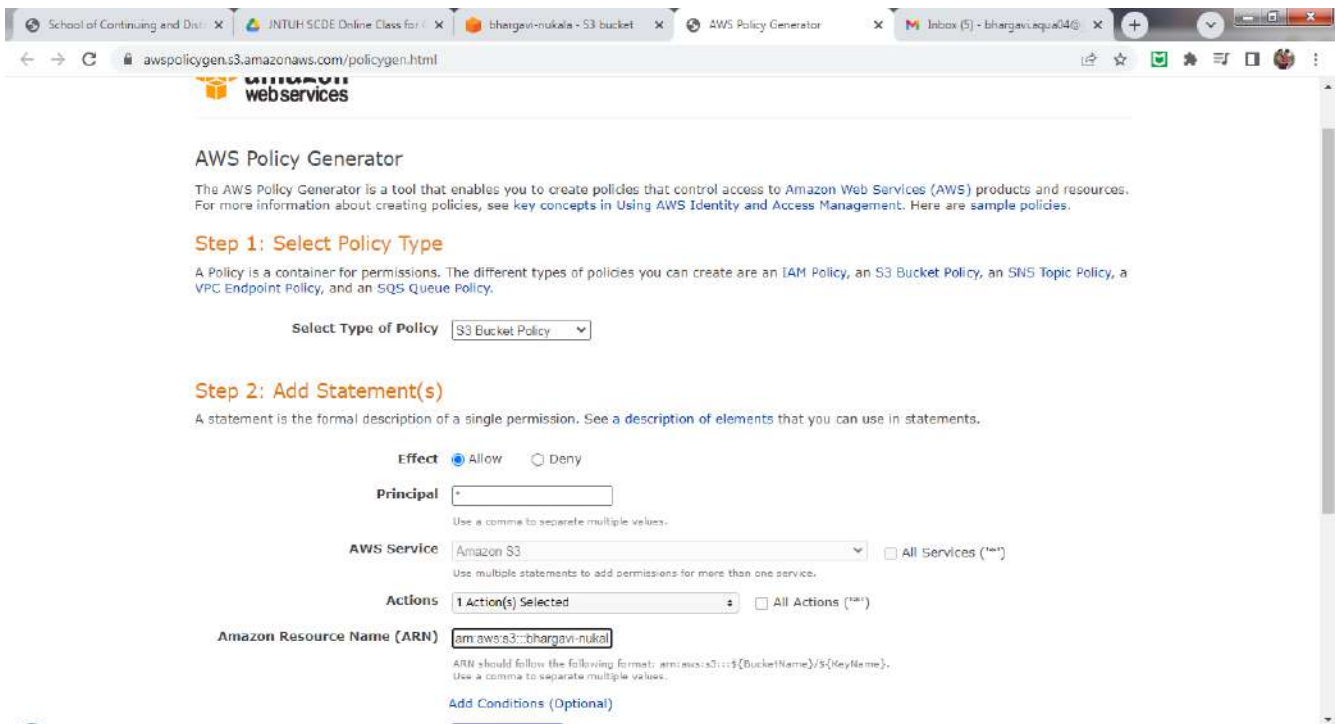 School of Continuing and Dist
JNTUH SCDE Online Class for
bhargavi-nukala - S3 bucket
AWS Policy Generator
Inbox (5) - bhargavi.aqua04@
awspolicygen.s3.amazonaws.com/policygen.html
amazon
webservices
AWS Policy Generator
The AWS Policy Generator is a tool that enables you to create policies that control access to Amazon Web Services (AWS) products and resources.
For more information about creating policies, see key concepts in Using AWS Identity and Access Management. Here are sample policies.
Step 1: Select Policy Type
A Policy is a container for permissions. The different types of policies you can create are an IAM Policy, an S3 Bucket Policy, an SNS Topic Policy, a
VPC Endpoint Policy, and an SQS Queue Policy.
Select Type of Policy S3 Bucket Policy
Step 2: Add Statement(s)
A statement is the formal description of a single permission. See a description of elements that you can use in statements.
Effect Allow Deny
Principal *
Use a comma to separate multiple values.
AWS Service Amazon S3 All Services ('*')
Use multiple statements to add permissions for more than one service.
Actions 1 Action(s) Selected All Actions ('*')
Amazon Resource Name (ARN) arn:aws:s3:::bhargavi-nukal
ARN should follow the following format: arn:aws:s3:::${BucketName}/${KeyName}.
Use a comma to separate multiple values.
Add Conditions (Optional)